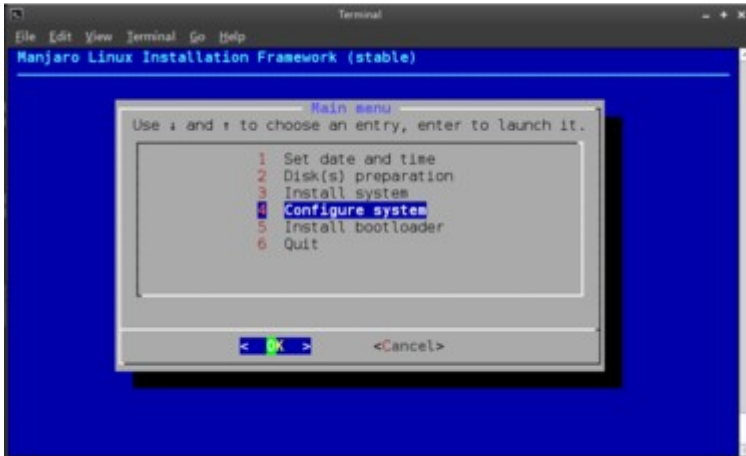 Terminal
File Edit View Terminal Go Help
Manjaro Linux Installation Framework (stable)
Main menu
Use ↓ and ↑ to choose an entry, enter to launch it.
1 Set date and time
2 Disk(s) preparation
3 Install system
4 Configure system
5 Install bootloader
6 Quit
< OK > <Cancel>